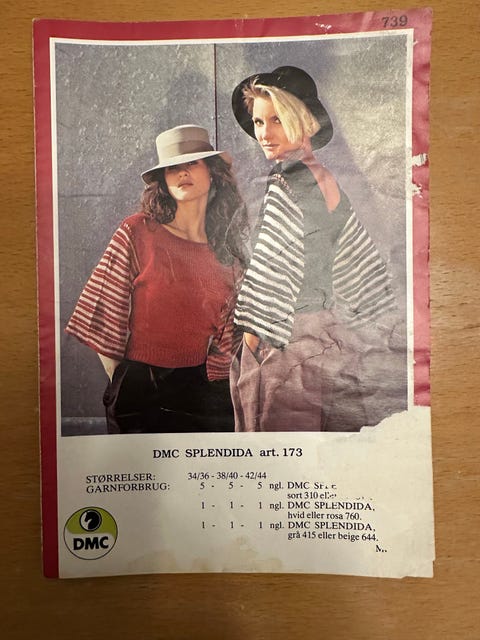 739
DMC SPLENDIDA art. 173
STØRRELSER: 34/36 - 38/40 - 42/44
GARNFORBRUG: 5 - 5 - 5 ngl. DMC
sort 310
1 - 1 - 1 ngl. DMC SPLENDIDA,
hvid eller rosa 760.
1 - 1 - 1 ngl. DMC SPLENDIDA,
grå 415 eller beige 644.
DMC